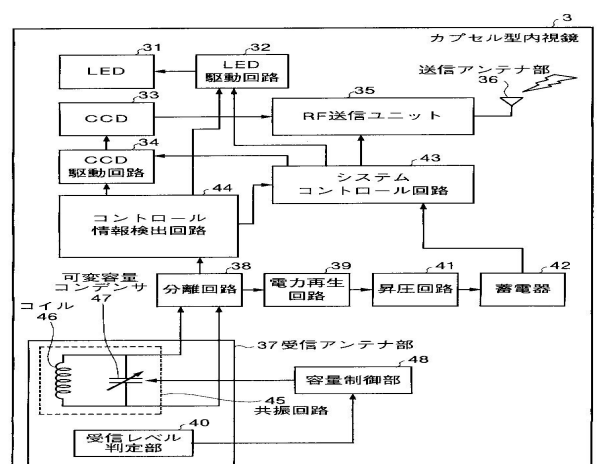 3
カプセル型内視鏡
31
LED
32
LED
駆動回路
33
CCD
34
CCD
駆動回路
35
RF送信ユニット
送信アンテナ部
36
43
システム
コントロール回路
44
コントロール
情報検出回路
38
分離回路
39
電力再生
回路
41
昇圧回路
42
蓄電器
可変容量
コンデンサ
47
コイル
46
37受信アンテナ部
48
容量制御部
45
共振回路
40
受信レベル
判定部